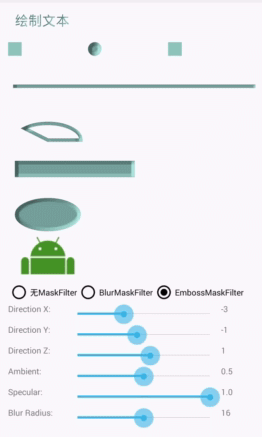 绘制文本
无MaskFilter BlurMaskFilter EmbossMaskFilter
Direction X: -3
Direction Y: -1
Direction Z: 1
Ambient: 0.5
Specular: 1.0
Blur Radius: 16